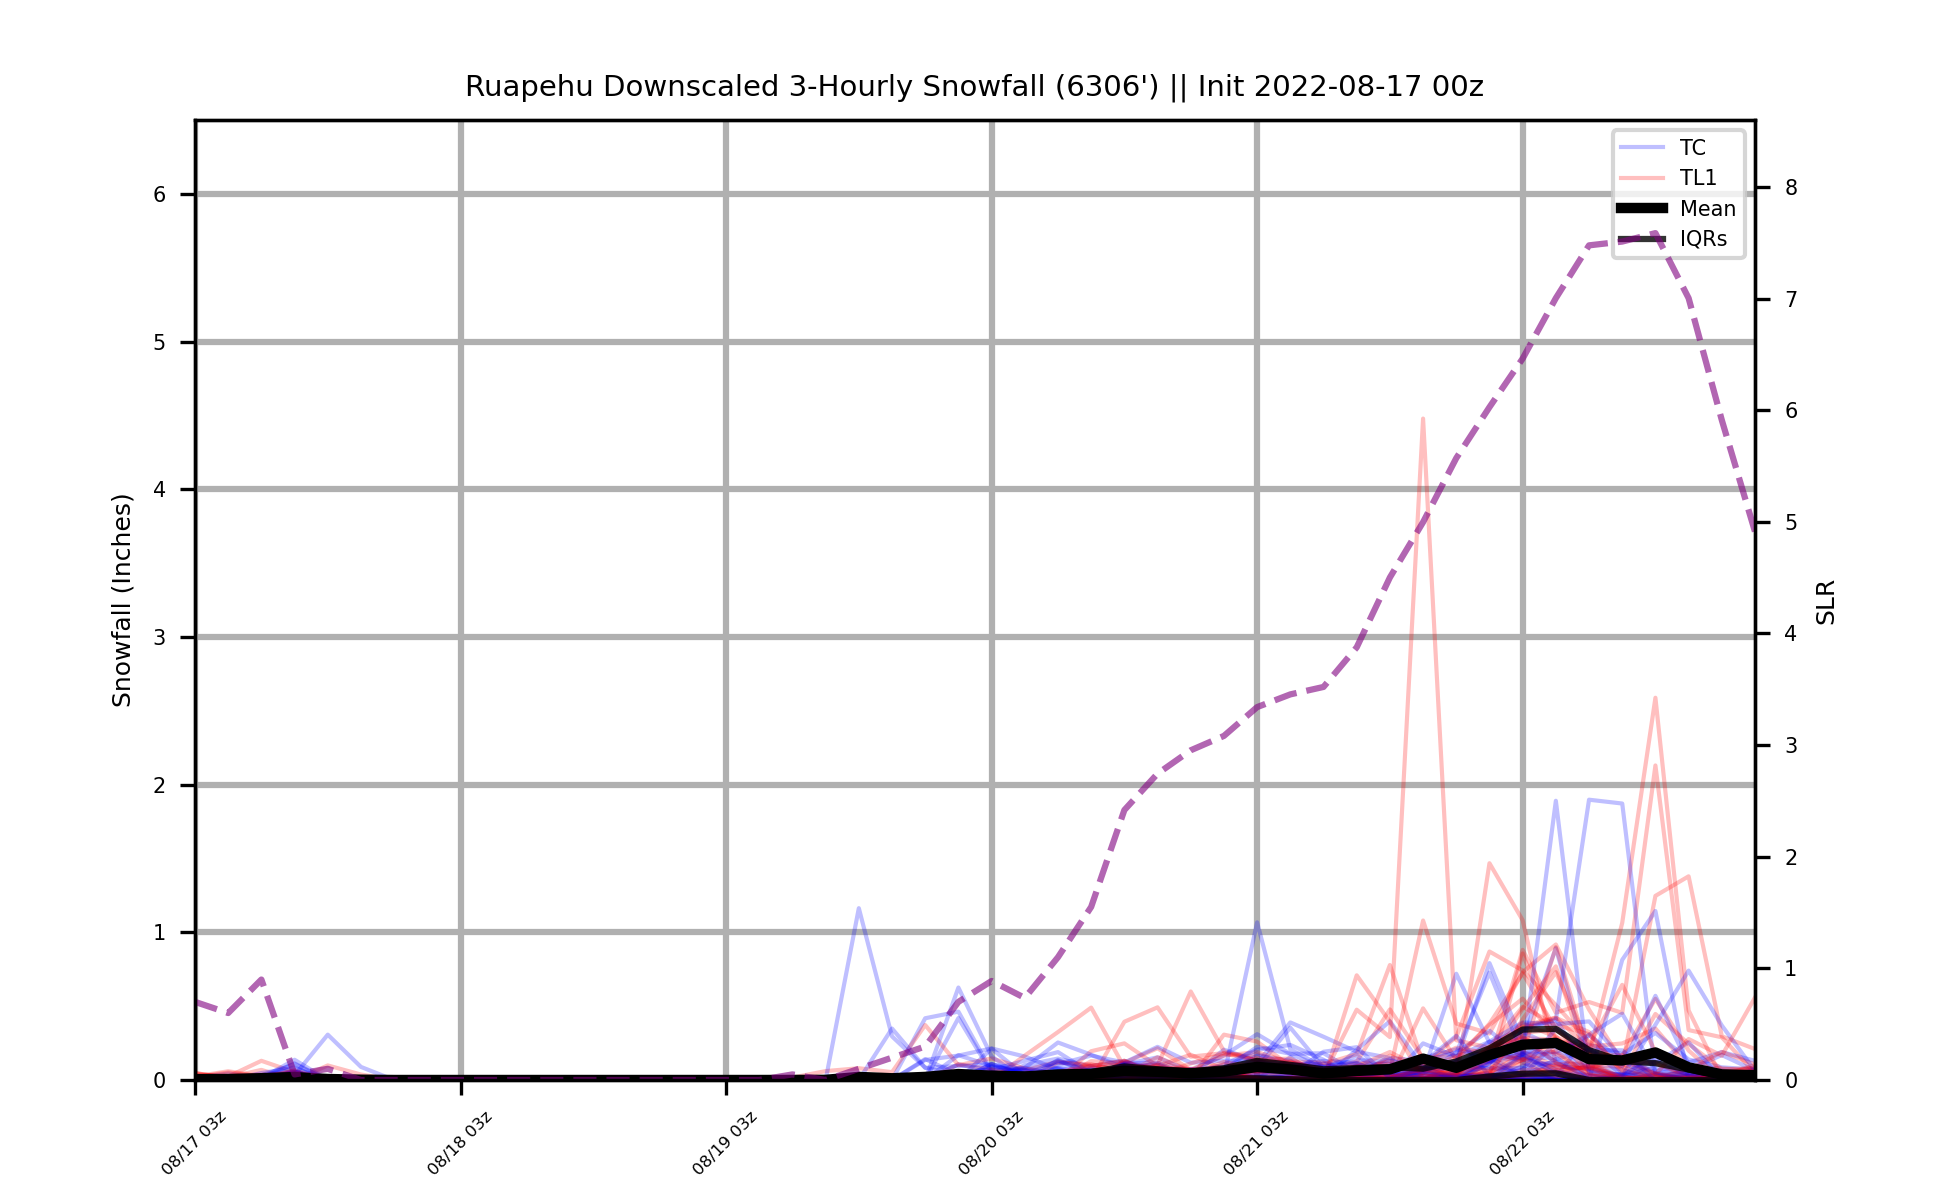 Ruapehu Downscaled 3-Hourly Snowfall (6306') || Init 2022-08-17 00z
TC
TL1
Mean
IQRs
Snowfall (Inches)
6
5
4
3
2
1
0
SLR
8
7
6
5
4
3
2
1
0
08/17 03z
08/18 03z
08/19 03z
08/20 03z
08/21 03z
08/22 03z